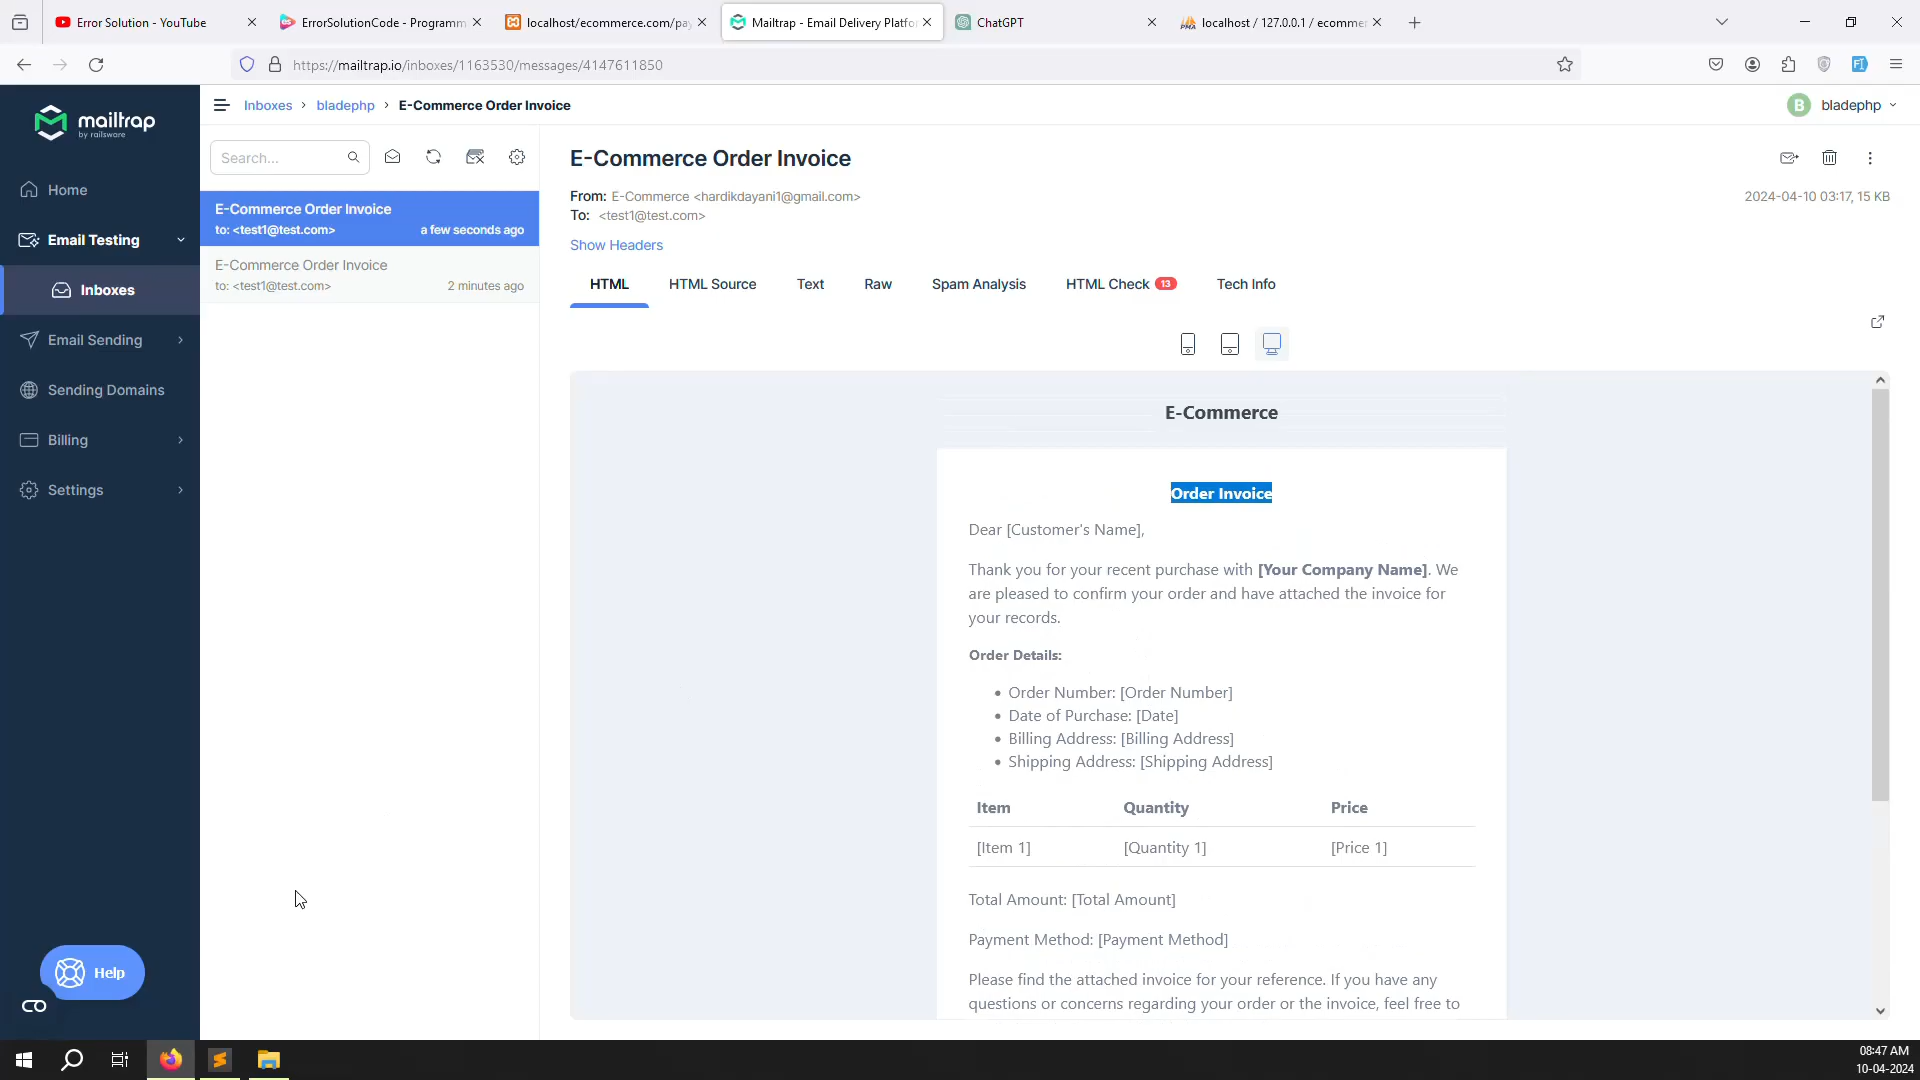 Error Solution - YouTube
ErrorSolutionCode - Programm
localhost/ecommerce.com/pay
Mailtrap - Email Delivery Platfor
ChatGPT
localhost / 127.0.0.1 / ecommer
https://mailtrap.io/inboxes/1163530/messages/4147611850
mailtrap
by railsware
Inboxes > bladephp > E-Commerce Order Invoice
B bladephp
Home
Email Testing
Inboxes
Email Sending
Sending Domains
Billing
Settings
Help
Search...
E-Commerce Order Invoice
to: <test1@test.com> a few seconds ago
E-Commerce Order Invoice
to: <test1@test.com> 2 minutes ago
E-Commerce Order Invoice
From: E-Commerce <hardikdayani1@gmail.com>
2024-04-10 03:17, 15 KB
To: <test1@test.com>
Show Headers
HTML HTML Source Text Raw Spam Analysis HTML Check 13 Tech Info
E-Commerce
Order Invoice
Dear [Customer's Name],
Thank you for your recent purchase with [Your Company Name]. We
are pleased to confirm your order and have attached the invoice for
your records.
Order Details:
• Order Number: [Order Number]
• Date of Purchase: [Date]
• Billing Address: [Billing Address]
• Shipping Address: [Shipping Address]
Item Quantity Price
[Item 1] [Quantity 1] [Price 1]
Total Amount: [Total Amount]
Payment Method: [Payment Method]
Please find the attached invoice for your reference. If you have any
questions or concerns regarding your order or the invoice, feel free to
08:47 AM
10-04-2024